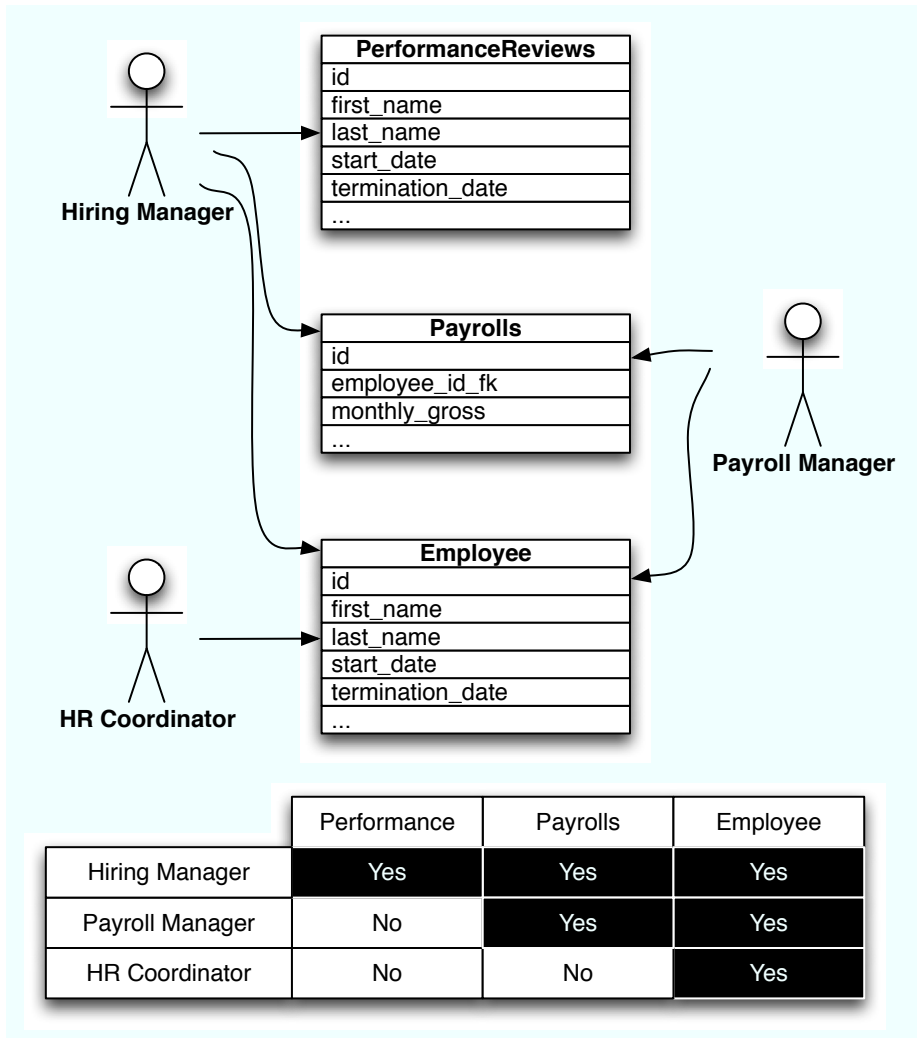 PerformanceReviews
id
first_name
last_name
start_date
termination_date
...
Hiring Manager
Payrolls
id
employee_id_fk
monthly_gross
...
Payroll Manager
Employee
id
first_name
last_name
start_date
termination_date
...
HR Coordinator
Performance Payrolls Employee
Hiring Manager Yes Yes Yes
Payroll Manager No Yes Yes
HR Coordinator No No Yes